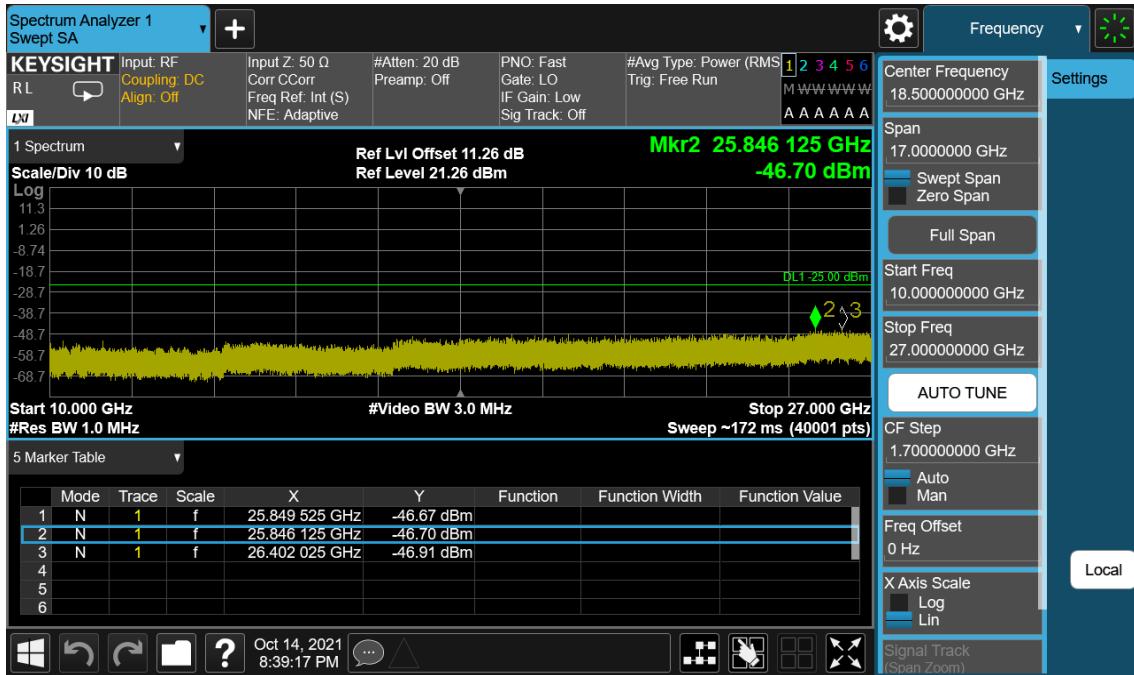 Spectrum Analyzer 1
Swept SA
+
Frequency
KEYSIGHT
R L
LXI
Input: RF
Coupling: DC
Align: Off
Input Z: 50 Ω
Corr CCorr
Freq Ref: Int (S)
NFE: Adaptive
#Atten: 20 dB
Preamp: Off
PNO: Fast
Gate: LO
IF Gain: Low
Sig Track: Off
#Avg Type: Power (RMS
Trig: Free Run
1 2 3 4 5 6
M W W W W W
A A A A A A
1 Spectrum
Scale/Div 10 dB
Ref Lvl Offset 11.26 dB
Ref Level 21.26 dBm
Mkr2 25.846 125 GHz
-46.70 dBm
Log
11.3
1.26
-8.74
-18.7
-28.7
-38.7
-48.7
-58.7
-68.7
DL1 -25.00 dBm
2 3
Start 10.000 GHz
#Video BW 3.0 MHz
Stop 27.000 GHz
#Res BW 1.0 MHz
Sweep ~172 ms (40001 pts)
5 Marker Table
Mode Trace Scale X Y Function Function Width Function Value
1 N 1 f 25.849 525 GHz -46.67 dBm
2 N 1 f 25.846 125 GHz -46.70 dBm
3 N 1 f 26.402 025 GHz -46.91 dBm
4
5
6
?
Oct 14, 2021
8:39:17 PM
Center Frequency
18.500000000 GHz
Span
17.0000000 GHz
Swept Span
Zero Span
Full Span
Start Freq
10.000000000 GHz
Stop Freq
27.000000000 GHz
AUTO TUNE
CF Step
1.700000000 GHz
Auto
Man
Freq Offset
0 Hz
X Axis Scale
Log
Lin
Signal Track
(Span Zoom)
Settings
Local